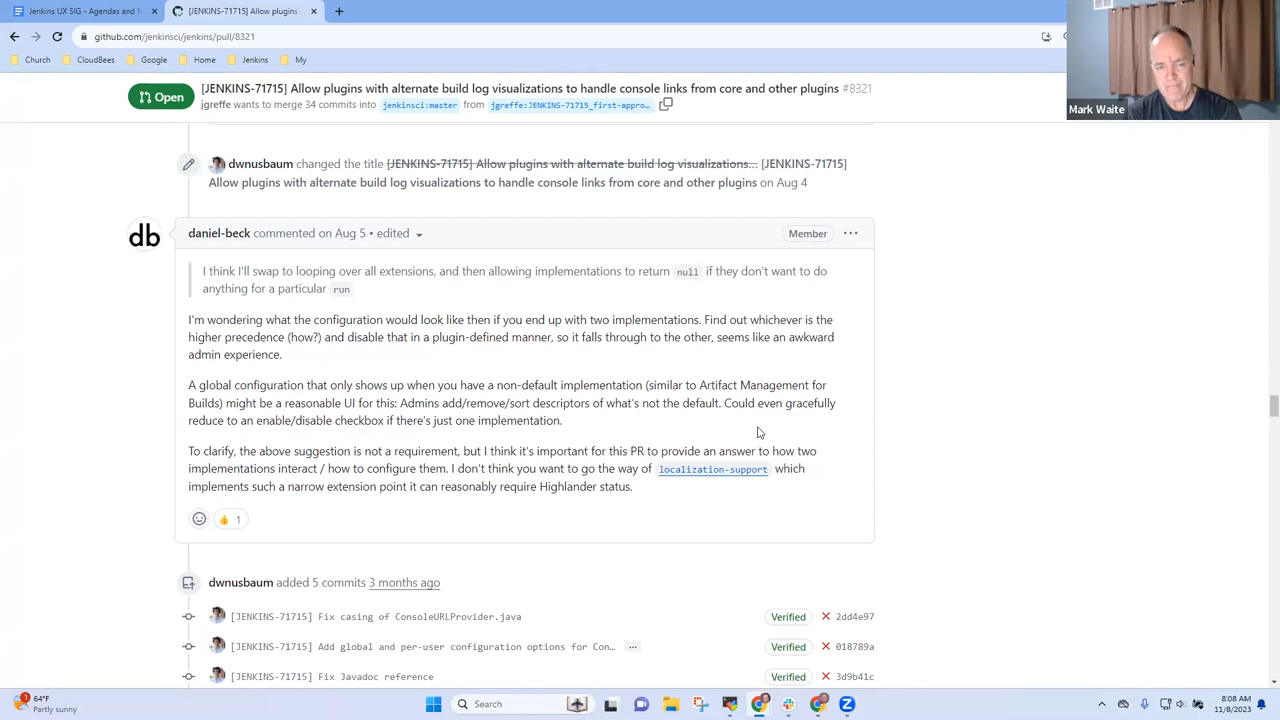 Jenkins UX SIG - Agendas and N
[JENKINS-71715] Allow plugins
github.com/jenkinsci/jenkins/pull/8321
Church
CloudBees
Google
Home
Jenkins
My
Mark Waite
Open
[JENKINS-71715] Allow plugins with alternate build log visualizations to handle console links from core and other plugins #8321
jgreffe wants to merge 34 commits into jenkinsci:master from jgreffe:JENKINS-71715_first-appro…
dwnusbaum changed the title [JENKINS-71715] Allow plugins with alternate build log visualizations… [JENKINS-71715]
Allow plugins with alternate build log visualizations to handle console links from core and other plugins on Aug 4
db
daniel-beck commented on Aug 5 • edited
Member
I think I'll swap to looping over all extensions, and then allowing implementations to return null if they don't want to do
anything for a particular run
I'm wondering what the configuration would look like then if you end up with two implementations. Find out whichever is the
higher precedence (how?) and disable that in a plugin-defined manner, so it falls through to the other, seems like an awkward
admin experience.
A global configuration that only shows up when you have a non-default implementation (similar to Artifact Management for
Builds) might be a reasonable UI for this: Admins add/remove/sort descriptors of what's not the default. Could even gracefully
reduce to an enable/disable checkbox if there's just one implementation.
To clarify, the above suggestion is not a requirement, but I think it's important for this PR to provide an answer to how two
implementations interact / how to configure them. I don't think you want to go the way of localization-support which
implements such a narrow extension point it can reasonably require Highlander status.
1
dwnusbaum added 5 commits 3 months ago
[JENKINS-71715] Fix casing of ConsoleURLProvider.java
Verified
2dd4e97
[JENKINS-71715] Add global and per-user configuration options for Con… …
Verified
018789a
[JENKINS-71715] Fix Javadoc reference
Verified
3d9b41c
1
64°F
Partly sunny
Search
8:08 AM
11/8/2023